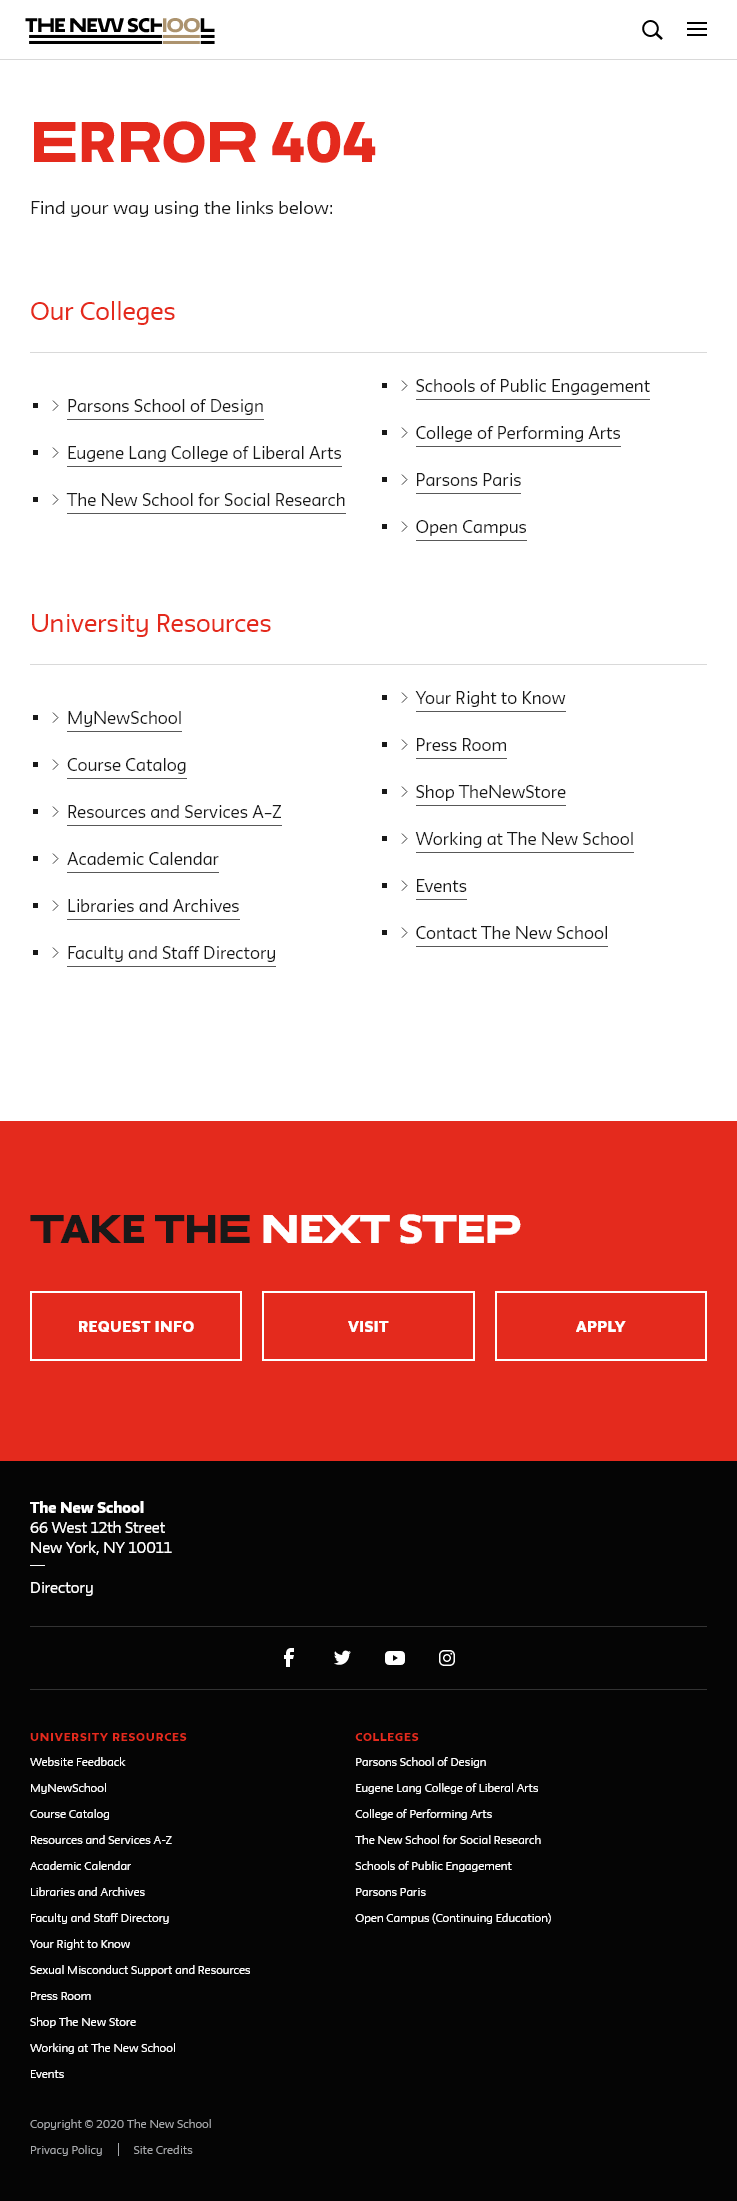 THE NEW SCHOOL
ERROR 404
Find your way using the links below:
Our Colleges
Parsons School of Design
Eugene Lang College of Liberal Arts
The New School for Social Research
Schools of Public Engagement
College of Performing Arts
Parsons Paris
Open Campus
University Resources
MyNewSchool
Course Catalog
Resources and Services A–Z
Academic Calendar
Libraries and Archives
Faculty and Staff Directory
Your Right to Know
Press Room
Shop TheNewStore
Working at The New School
Events
Contact The New School
TAKE THE NEXT STEP
REQUEST INFO
VISIT
APPLY
The New School
66 West 12th Street
New York, NY 10011
—
Directory
UNIVERSITY RESOURCES
Website Feedback
MyNewSchool
Course Catalog
Resources and Services A-Z
Academic Calendar
Libraries and Archives
Faculty and Staff Directory
Your Right to Know
Sexual Misconduct Support and Resources
Press Room
Shop The New Store
Working at The New School
Events
COLLEGES
Parsons School of Design
Eugene Lang College of Liberal Arts
College of Performing Arts
The New School for Social Research
Schools of Public Engagement
Parsons Paris
Open Campus (Continuing Education)
Copyright © 2020 The New School
Privacy Policy | Site Credits